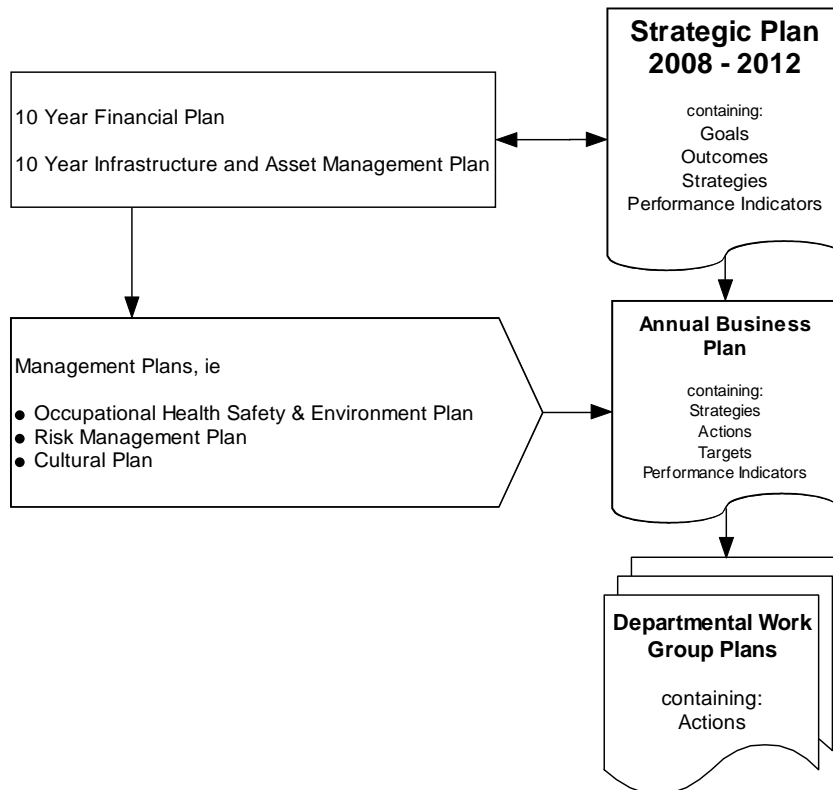 Strategic Plan
2008 - 2012
containing:
Goals
Outcomes
Strategies
Performance Indicators
10 Year Financial Plan
10 Year Infrastructure and Asset Management Plan
Management Plans, ie
● Occupational Health Safety & Environment Plan
● Risk Management Plan
● Cultural Plan
Annual Business
Plan
containing:
Strategies
Actions
Targets
Performance Indicators
Departmental Work
Group Plans
containing:
Actions